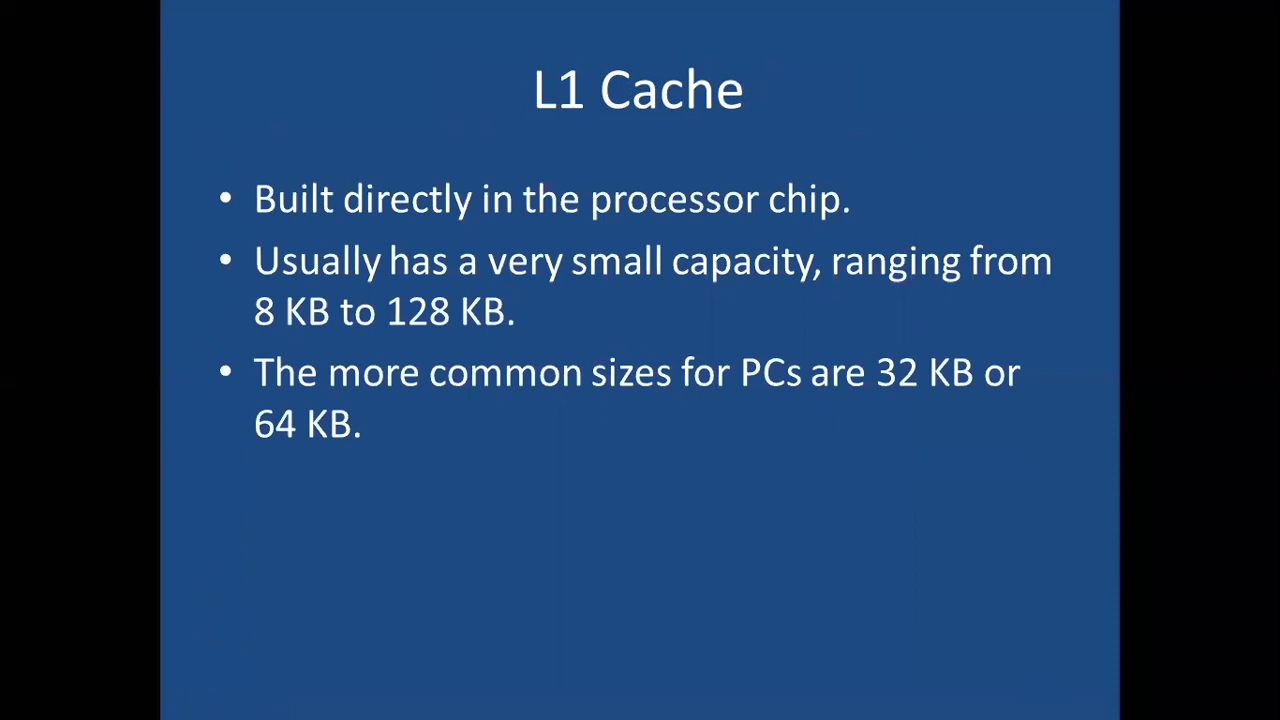 L1 Cache
• Built directly in the processor chip.
• Usually has a very small capacity, ranging from
8 KB to 128 KB.
• The more common sizes for PCs are 32 KB or
64 KB.